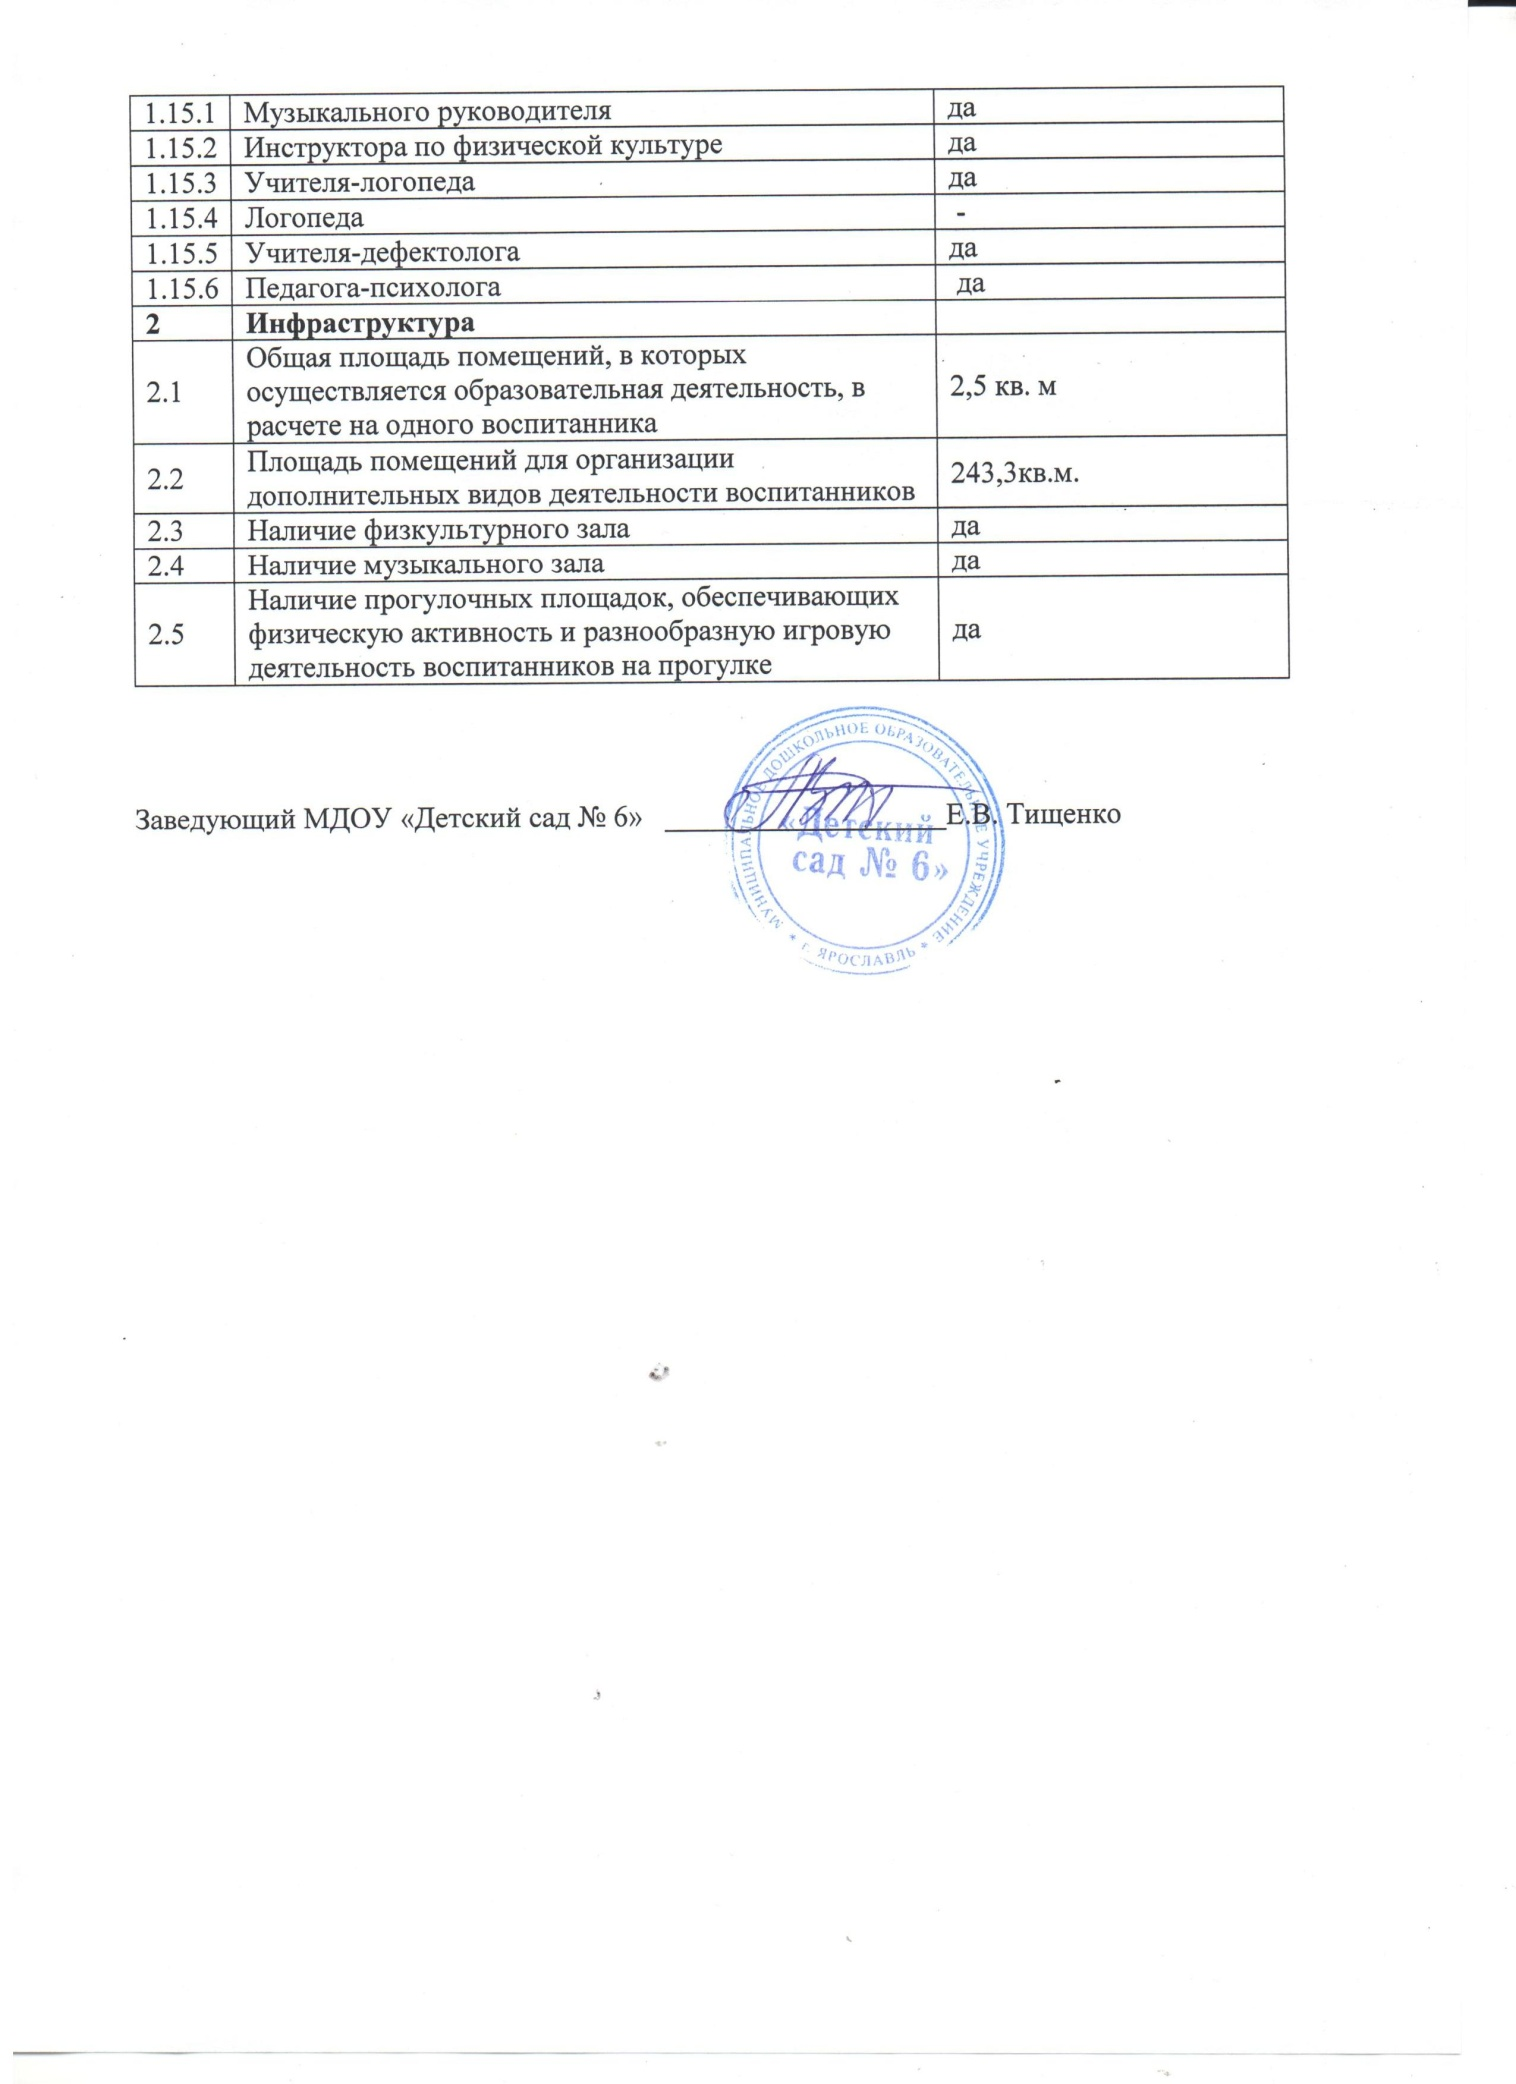 1.15.1 Музыкального руководителя да
1.15.2 Инструктора по физической культуре да
1.15.3 Учителя-логопеда да
1.15.4 Логопеда -
1.15.5 Учителя-дефектолога да
1.15.6 Педагога-психолога да
2 Инфраструктура
2.1 Общая площадь помещений, в которых
осуществляется образовательная деятельность, в
расчете на одного воспитанника
2,5 кв. м
2.2 Площадь помещений для организации
дополнительных видов деятельности воспитанников
243,3кв.м.
2.3 Наличие физкультурного зала да
2.4 Наличие музыкального зала да
2.5 Наличие прогулочных площадок, обеспечивающих
физическую активность и разнообразную игровую
деятельность воспитанников на прогулке
да
Заведующий МДОУ «Детский сад № 6» Е.В. Тищенко
МУНИЦИПАЛЬНОЕ ДОШКОЛЬНОЕ ОБРАЗОВАТЕЛЬНОЕ УЧРЕЖДЕНИЕ
* г. ЯРОСЛАВЛЬ *
«Детский
сад № 6»